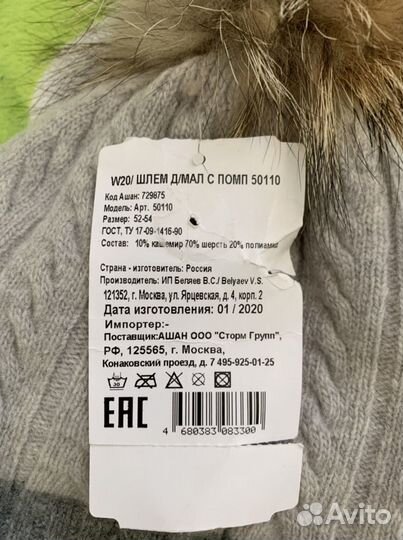 W20/ ШЛЕМ Д/МАЛ С ПОМП 50110
Код Ашан: 729875
Модель: Арт. 50110
Размер: 52-54
ГОСТ, ТУ 17-09-1416-90
Состав: 10% кашемир 70% шерсть 20% полиамид
Страна - изготовитель: Россия
Производитель: ИП Беляев В.С./ Belyaev V.S.
121352, г. Москва, ул. Ярцевская, д. 4, корп. 2
Дата изготовления: 01 / 2020
Импортер:-
Поставщик:АШАН ООО "Сторм Групп",
РФ, 125565, г. Москва,
Конаковский проезд, д. 7 495-925-01-25
30
EAC
4 680383 083300
Avito